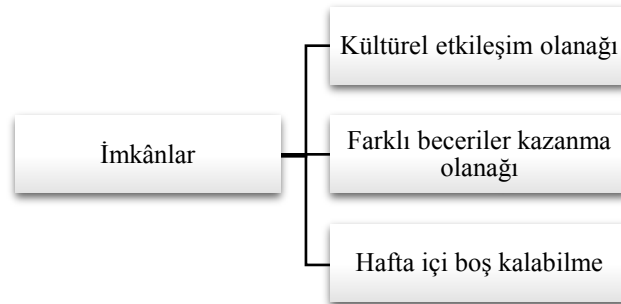 Kültürel etkileşim olanağı
İmkânlar
Farklı beceriler kazanma
olanağı
Hafta içi boş kalabilme